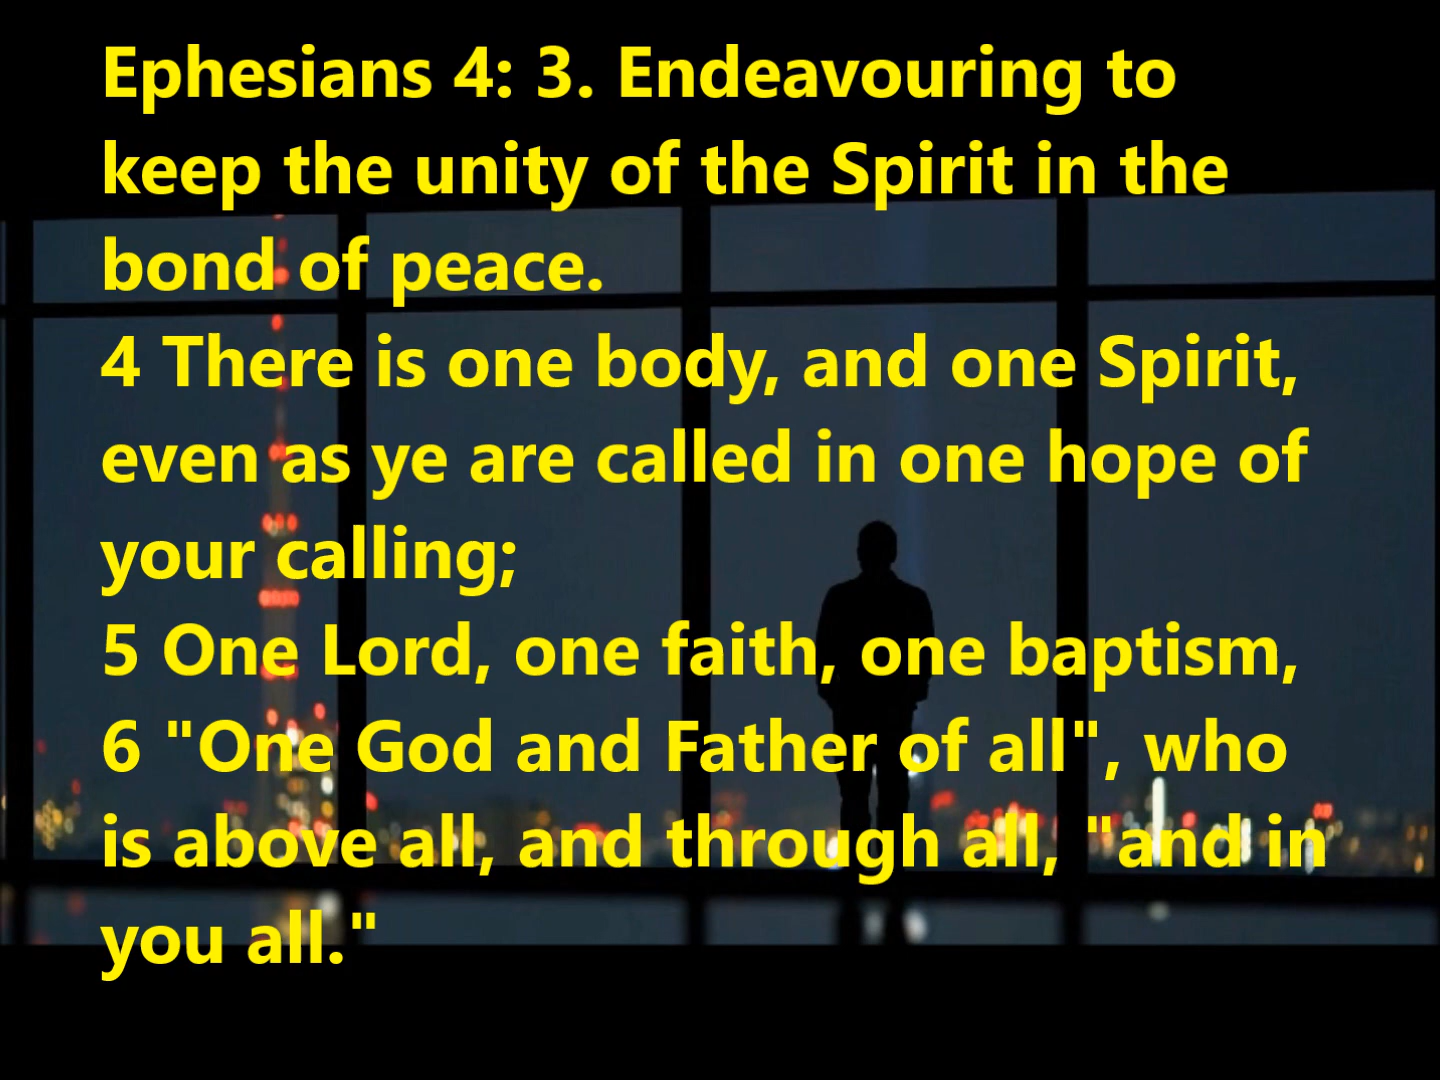 Ephesians 4: 3. Endeavouring to
keep the unity of the Spirit in the
bond of peace.
4 There is one body, and one Spirit,
even as ye are called in one hope of
your calling;
5 One Lord, one faith, one baptism,
6 "One God and Father of all", who
is above all, and through all, "and in
you all."